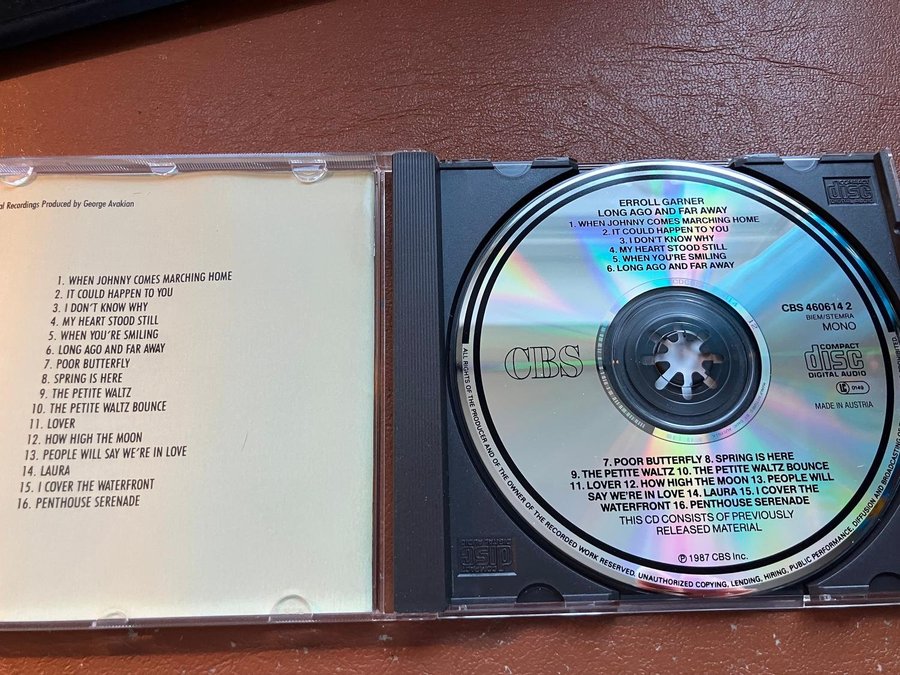 al Recordings Produced by George Avakian
1. WHEN JOHNNY COMES MARCHING HOME
2. IT COULD HAPPEN TO YOU
3. I DON'T KNOW WHY
4. MY HEART STOOD STILL
5. WHEN YOU'RE SMILING
6. LONG AGO AND FAR AWAY
7. POOR BUTTERFLY
8. SPRING IS HERE
9. THE PETITE WALTZ
10. THE PETITE WALTZ BOUNCE
11. LOVER
12. HOW HIGH THE MOON
13. PEOPLE WILL SAY WE'RE IN LOVE
14. LAURA
15. I COVER THE WATERFRONT
16. PENTHOUSE SERENADE
ERROLL GARNER
LONG AGO AND FAR AWAY
1. WHEN JOHNNY COMES MARCHING HOME
2. IT COULD HAPPEN TO YOU
3. I DON'T KNOW WHY
4. MY HEART STOOD STILL
5. WHEN YOU'RE SMILING
6. LONG AGO AND FAR AWAY
CBS 460614 2
BIEM/STEMRA
MONO
CBS
COMPACT
disc
DIGITAL AUDIO
LC 0149
MADE IN AUSTRIA
7. POOR BUTTERFLY 8. SPRING IS HERE
9. THE PETITE WALTZ 10. THE PETITE WALTZ BOUNCE
11. LOVER 12. HOW HIGH THE MOON 13. PEOPLE WILL
SAY WE'RE IN LOVE 14. LAURA 15. I COVER THE
WATERFRONT 16. PENTHOUSE SERENADE
THIS CD CONSISTS OF PREVIOUSLY
RELEASED MATERIAL
℗ 1987 CBS Inc.
ALL RIGHTS OF THE PRODUCER AND OF THE OWNER OF THE RECORDED WORK RESERVED. UNAUTHORIZED COPYING, LENDING, HIRING, PUBLIC PERFORMANCE, DIFFUSION AND BROADCASTING
COMPACT
disc
DIGITAL AUDIO
COMPACT
disc
DIGITAL AUDIO